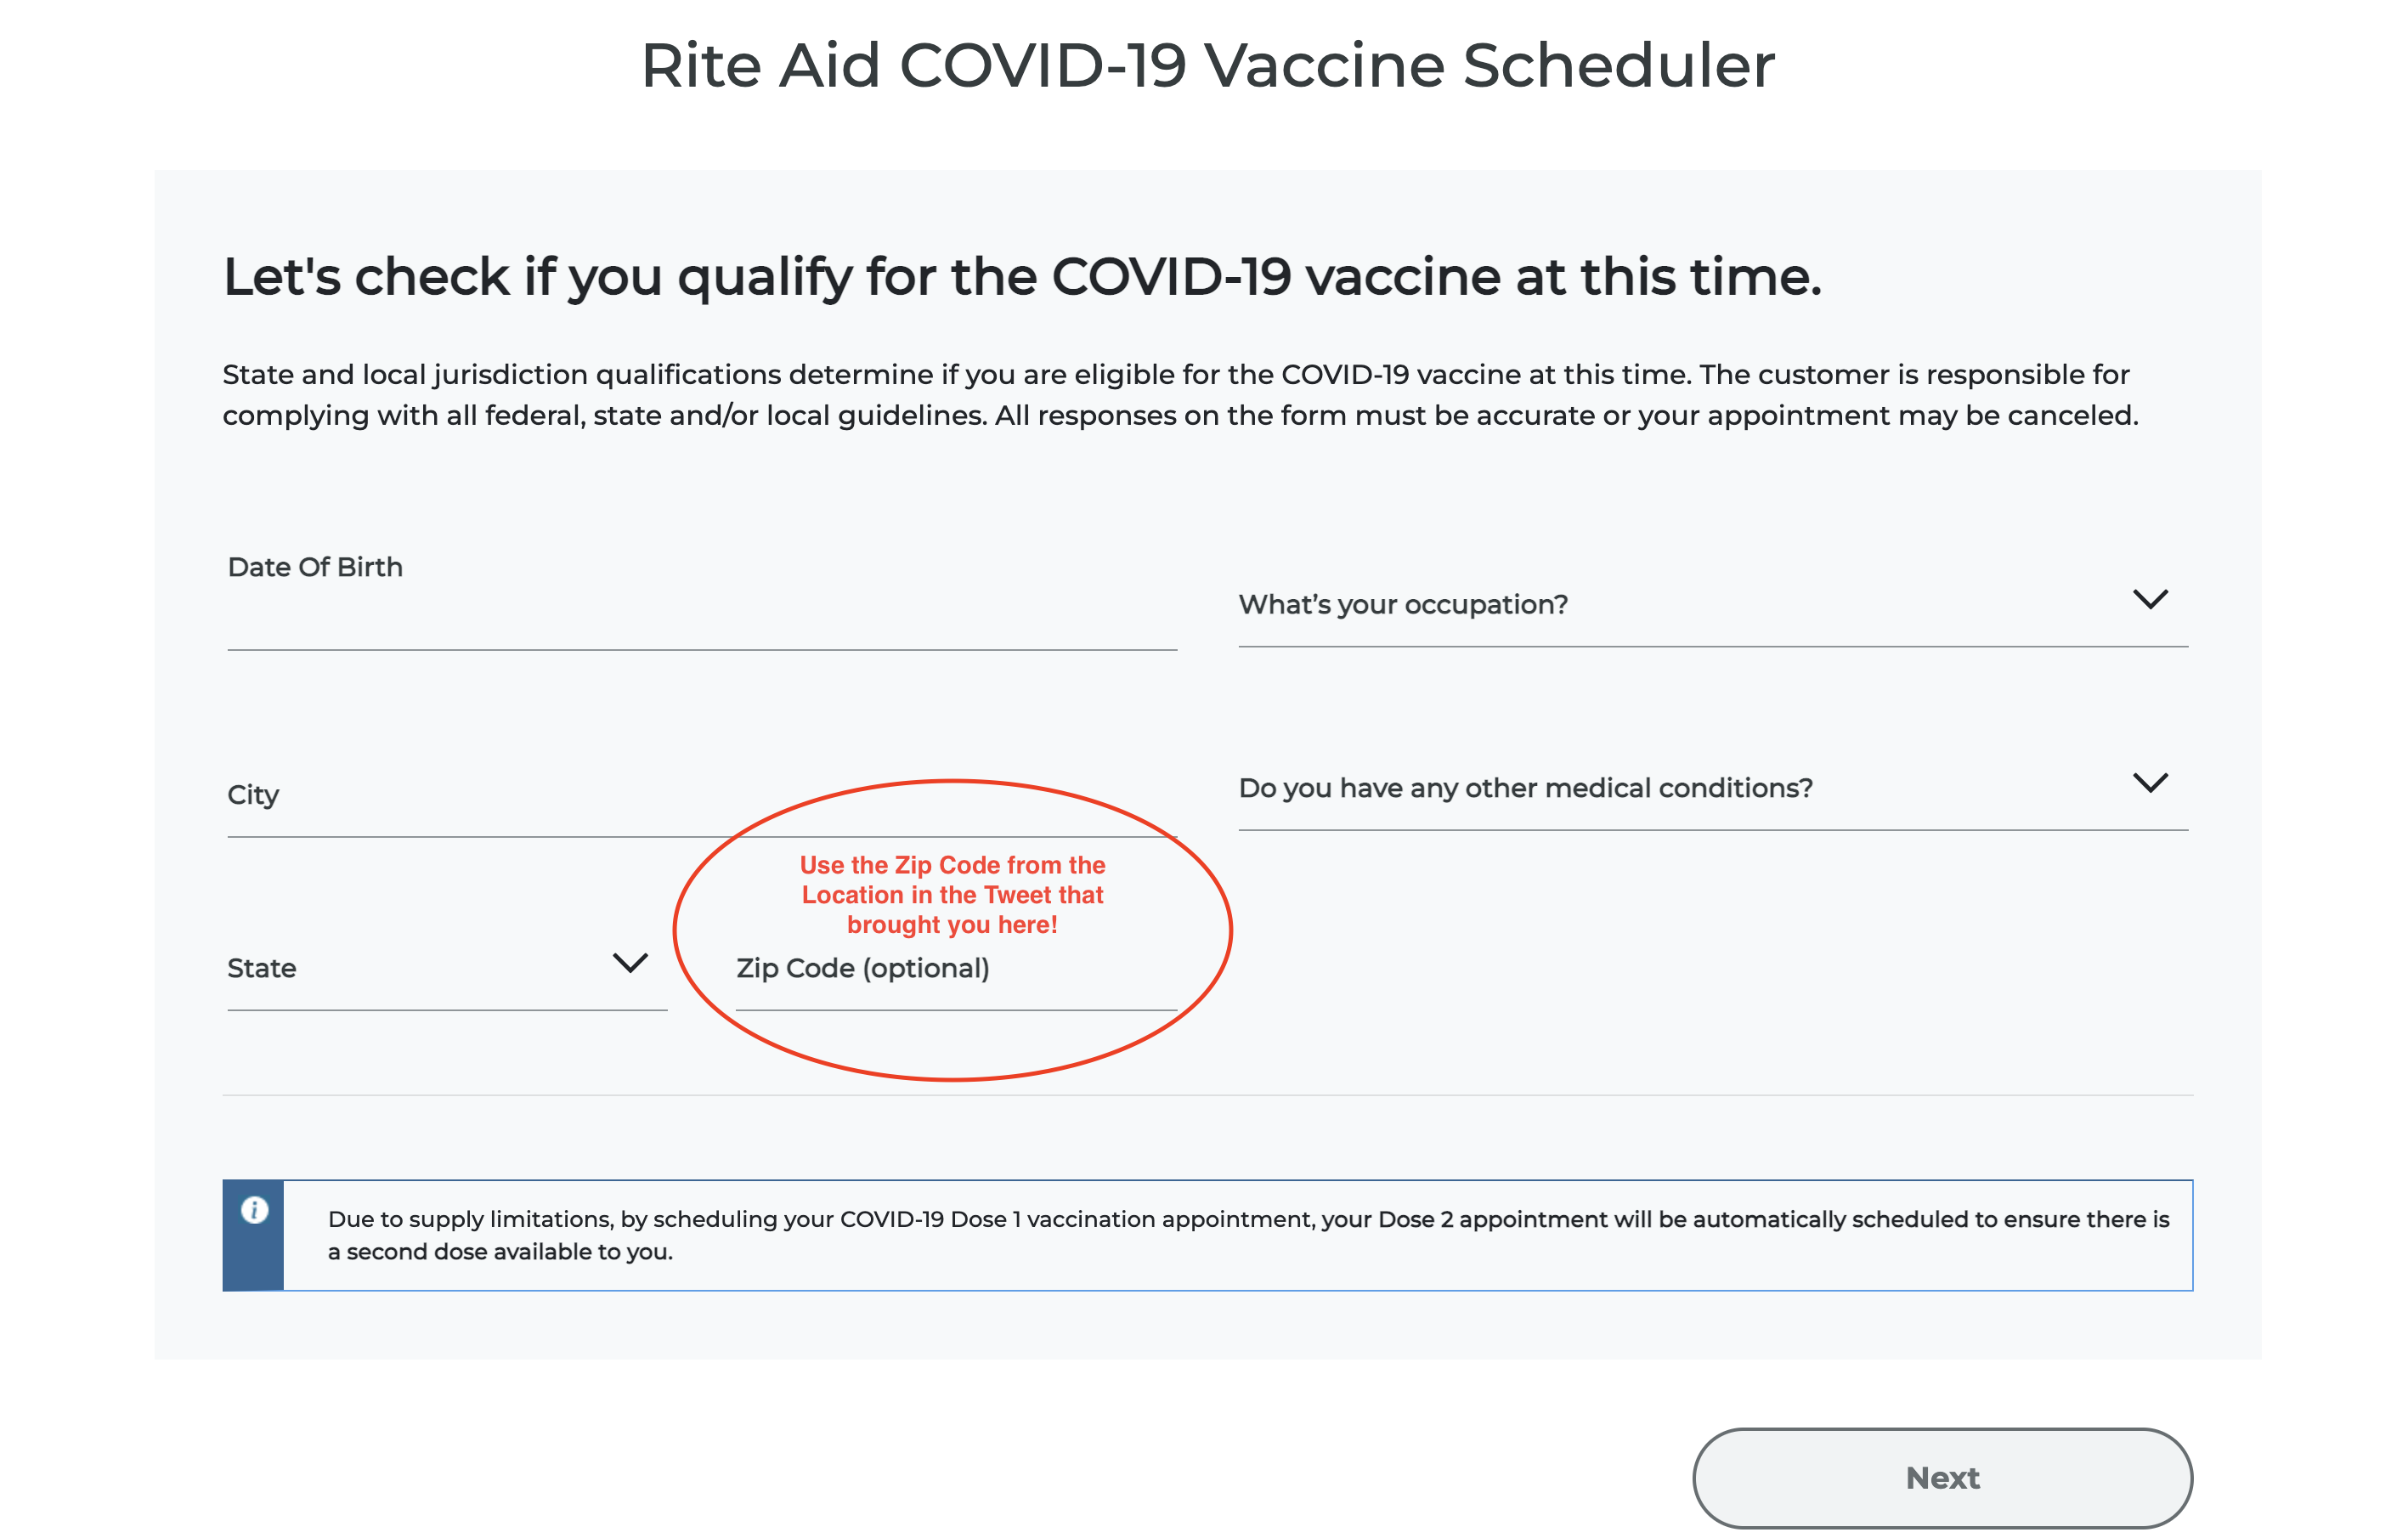 Rite Aid COVID-19 Vaccine Scheduler
Let's check if you qualify for the COVID-19 vaccine at this time.
State and local jurisdiction qualifications determine if you are eligible for the COVID-19 vaccine at this time. The customer is responsible for
complying with all federal, state and/or local guidelines. All responses on the form must be accurate or your appointment may be canceled.
Date Of Birth
What’s your occupation?
City
Do you have any other medical conditions?
Use the Zip Code from the
Location in the Tweet that
brought you here!
State
Zip Code (optional)
i
Due to supply limitations, by scheduling your COVID-19 Dose 1 vaccination appointment, your Dose 2 appointment will be automatically scheduled to ensure there is
a second dose available to you.
Next